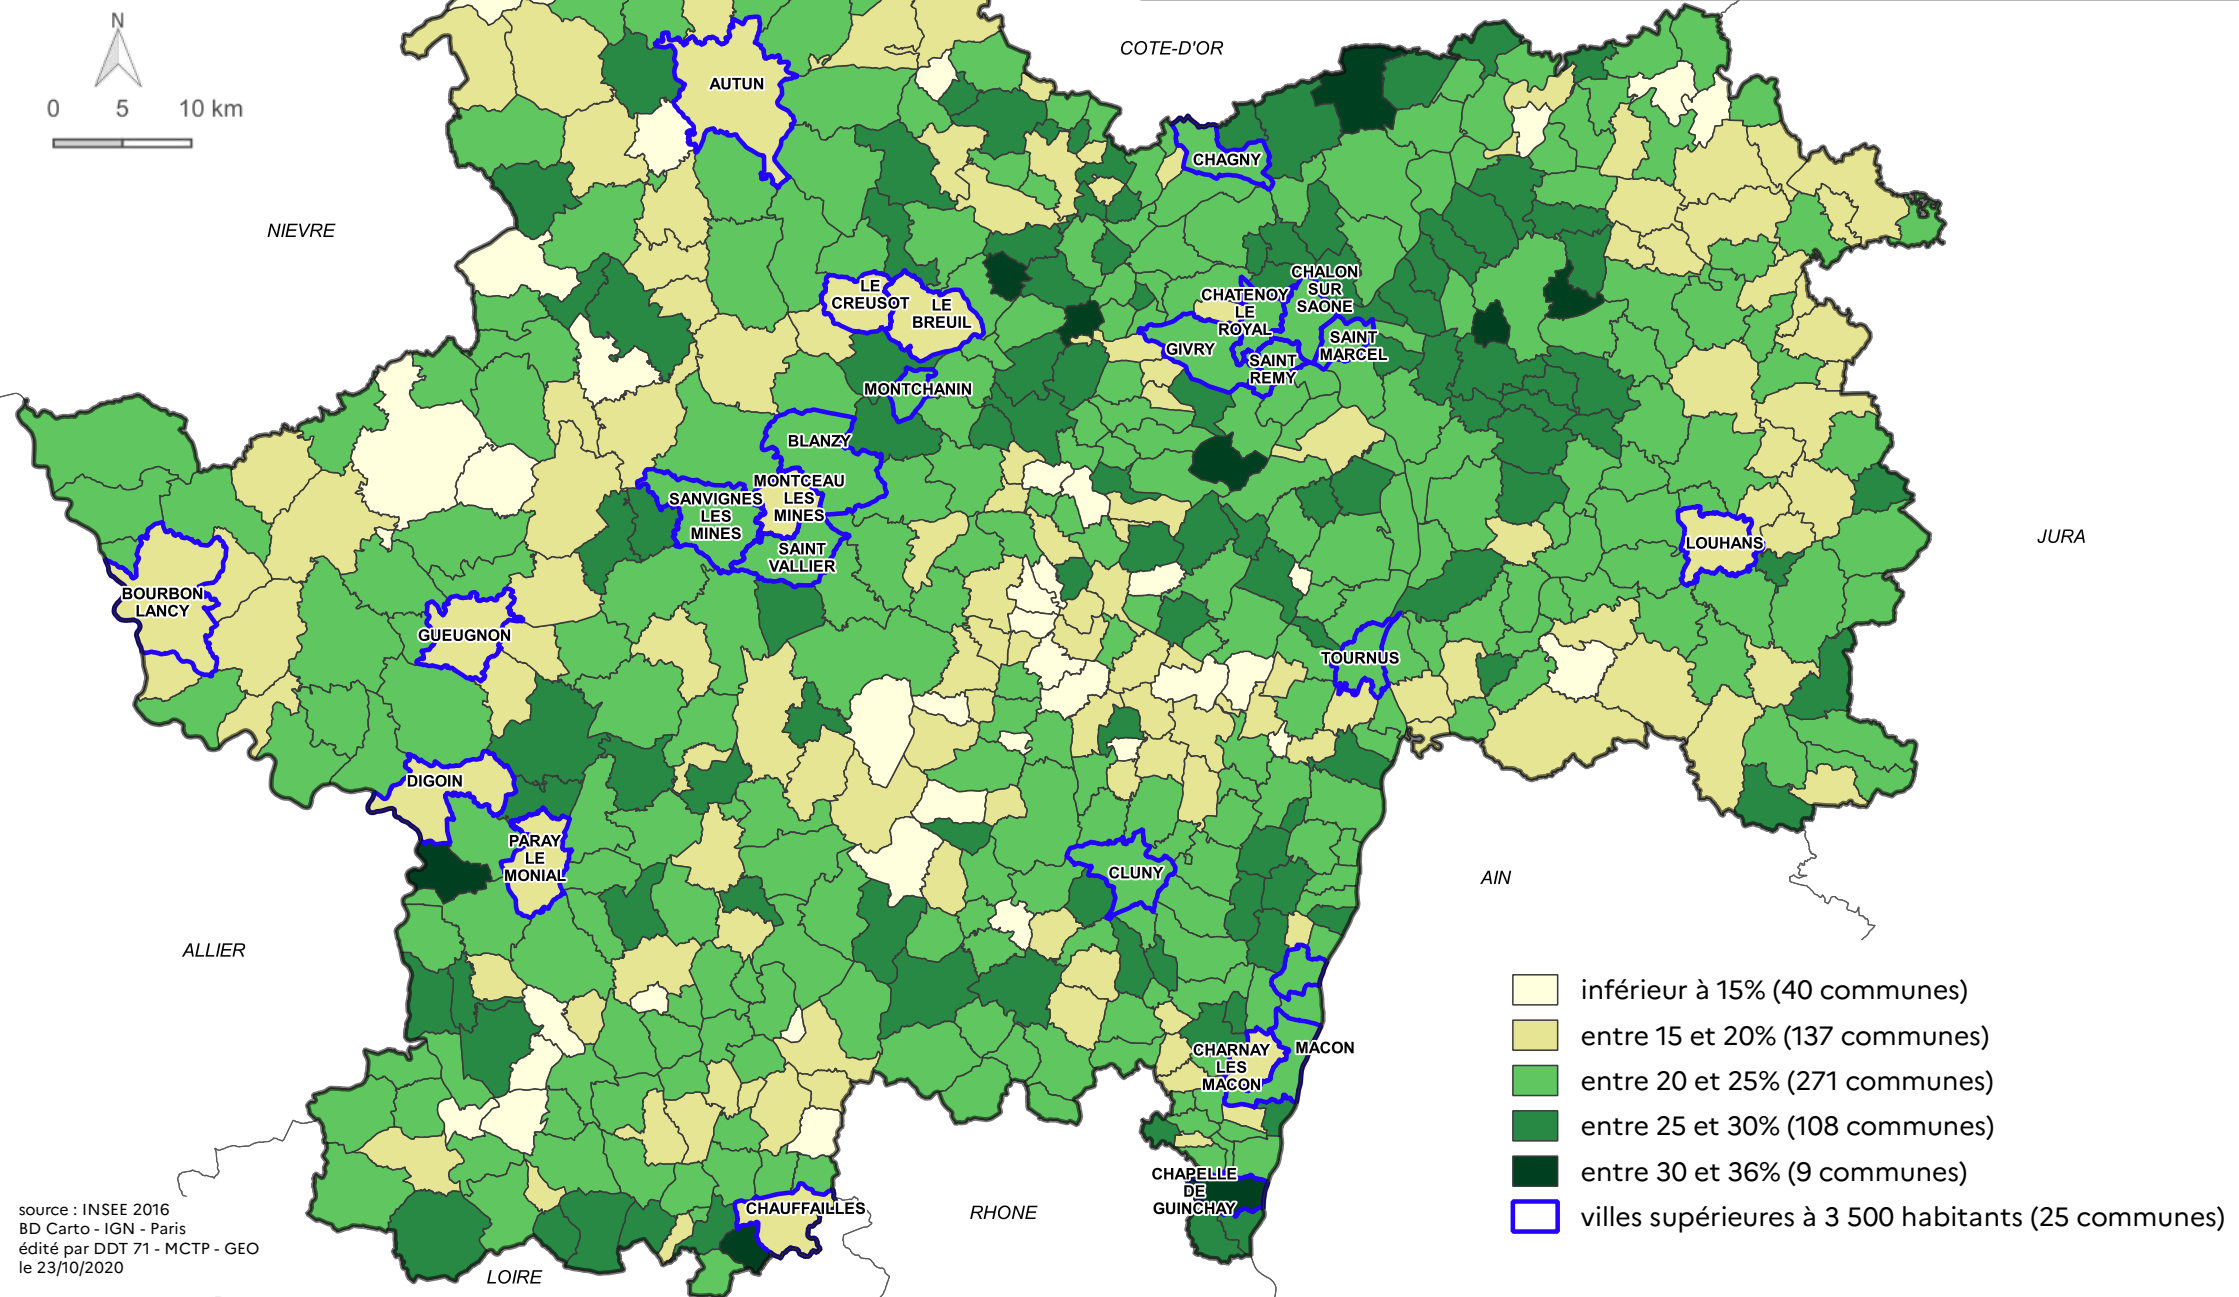 N
0 5 10 km
COTE-D'OR
NIEVRE
JURA
AIN
ALLIER
RHONE
LOIRE
AUTUN
CHAGNY
LE
CREUSOT
LE
BREUIL
CHALON
SUR
SAONE
CHATENOY
LE
ROYAL
GIVRY
SAINT
MARCEL
SAINT
REMY
MONTCHANIN
BLANZY
MONTCEAU
LES
MINES
SANVIGNES
LES
MINES
SAINT
VALLIER
LOUHANS
BOURBON
LANCY
GUEUGNON
TOURNUS
DIGOIN
PARAY
LE
MONIAL
CLUNY
CHARNAY
LES
MACON
MACON
CHAPELLE
DE
GUINCHAY
CHAUFFAILLES
inférieur à 15% (40 communes)
entre 15 et 20% (137 communes)
entre 20 et 25% (271 communes)
entre 25 et 30% (108 communes)
entre 30 et 36% (9 communes)
villes supérieures à 3 500 habitants (25 communes)
source : INSEE 2016
BD Carto - IGN - Paris
édité par DDT 71 - MCTP - GEO
le 23/10/2020